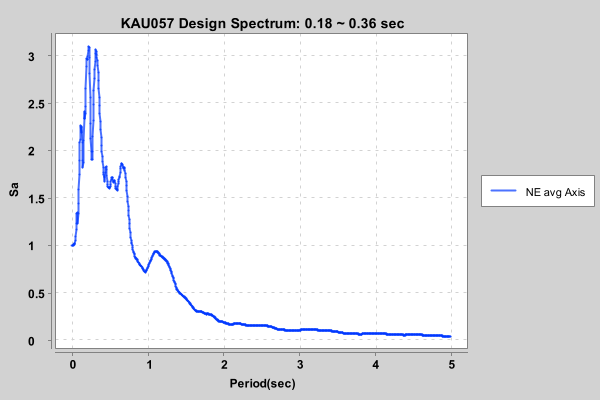 KAU057 Design Spectrum: 0.18 ~ 0.36 sec
3
2.5
2
1.5
1
0.5
0
Sa
NE avg Axis
0 1 2 3 4 5
Period(sec)